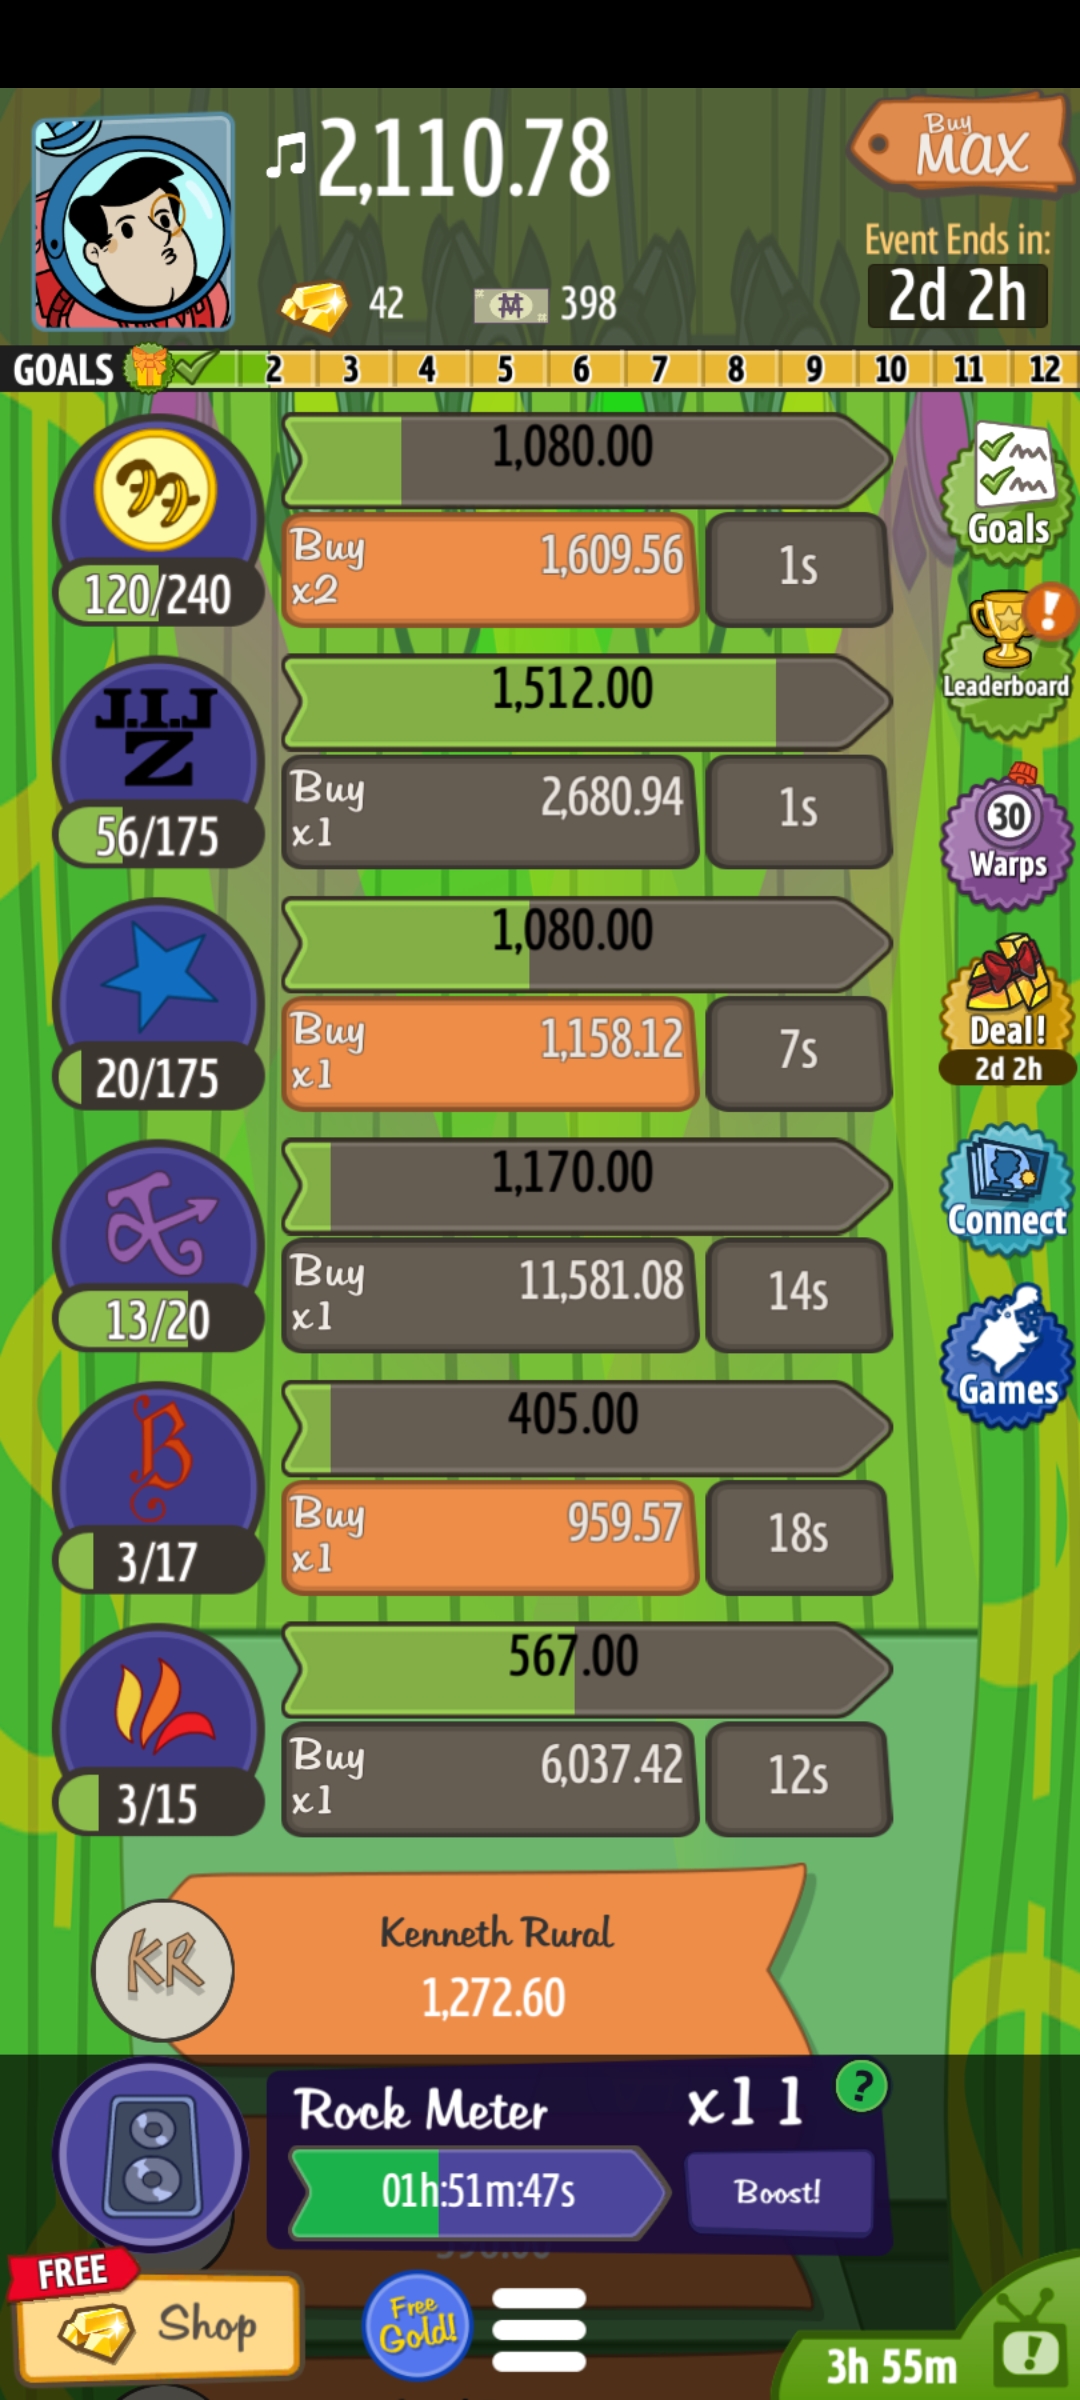 ♫2,110.78
Buy
MAX
42
398
Event Ends in:
2d 2h
GOALS 2 3 4 5 6 7 8 9 10 11 12
1,080.00
Buy
x2
1,609.56
1s
120/240
Goals
J.I.J
Z
1,512.00
Buy
x1
2,680.94
1s
56/175
Leaderboard
30
Warps
1,080.00
Buy
x1
1,158.12
7s
20/175
Deal!
2d 2h
1,170.00
Buy
x1
11,581.08
14s
13/20
Connect
B
405.00
Buy
x1
959.57
18s
3/17
Games
567.00
Buy
x1
6,037.42
12s
3/15
KR
Kenneth Rural
1,272.60
Rock Meter
x11
?
01h:51m:47s
Boost!
FREE
Shop
Free
Gold!
3h 55m